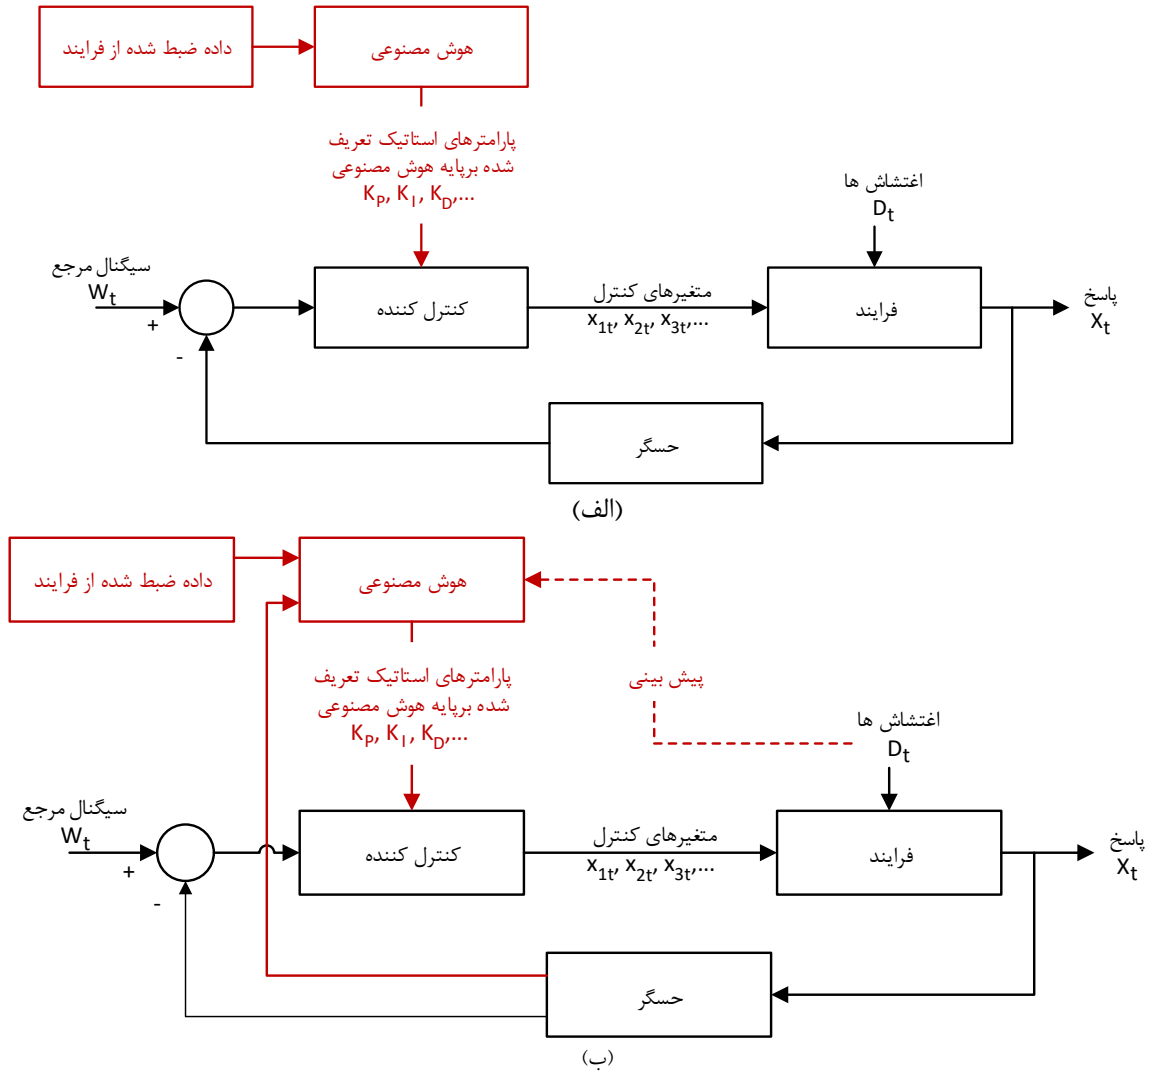 داده ضبط شده از فرایند
هوش مصنوعی
پارامترهای استاتیک تعریف
شده برپایه هوش مصنوعی
K_P, K_I, K_D,...
اغتشاش ها
D_t
سیگنال مرجع
W_t
+
-
کنترل کننده
متغیرهای کنترل
x_1t, x_2t, x_3t,...
فرایند
پاسخ
X_t
حسگر
(الف)
داده ضبط شده از فرایند
هوش مصنوعی
پارامترهای استاتیک تعریف
شده برپایه هوش مصنوعی
K_P, K_I, K_D,...
پیش بینی
اغتشاش ها
D_t
سیگنال مرجع
W_t
+
-
کنترل کننده
متغیرهای کنترل
x_1t, x_2t, x_3t,...
فرایند
پاسخ
X_t
حسگر
(ب)